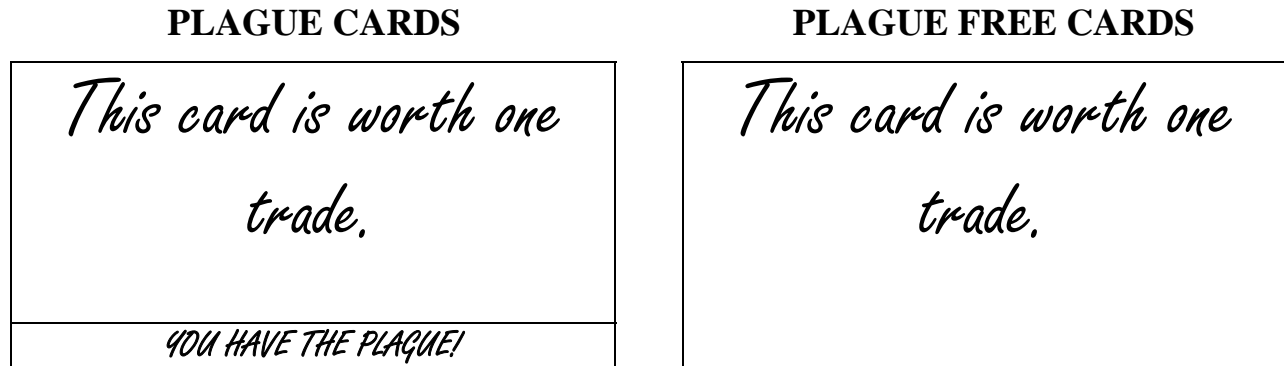 PLAGUE CARDS
This card is worth one
trade.
YOU HAVE THE PLAGUE!
PLAGUE FREE CARDS
This card is worth one
trade.